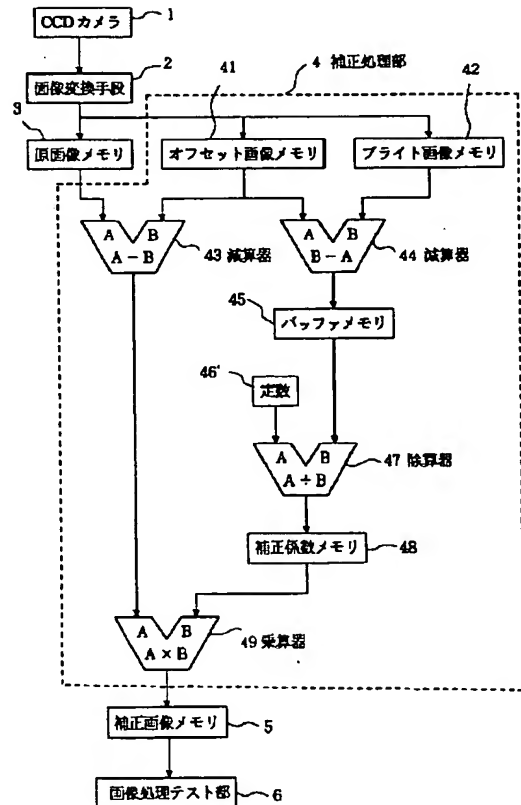 CCDカメラ
1
画像変換手段
2
3
41
4 補正処理部
42
原画像メモリ
オフセット画像メモリ
ブライト画像メモリ
A B
A－B
43 減算器
A B
B－A
44 減算器
45
バッファメモリ
46'
定数
A B
A÷B
47 除算器
補正係数メモリ
48
A B
A×B
49 乗算器
補正画像メモリ
5
画像処理テスト部
6